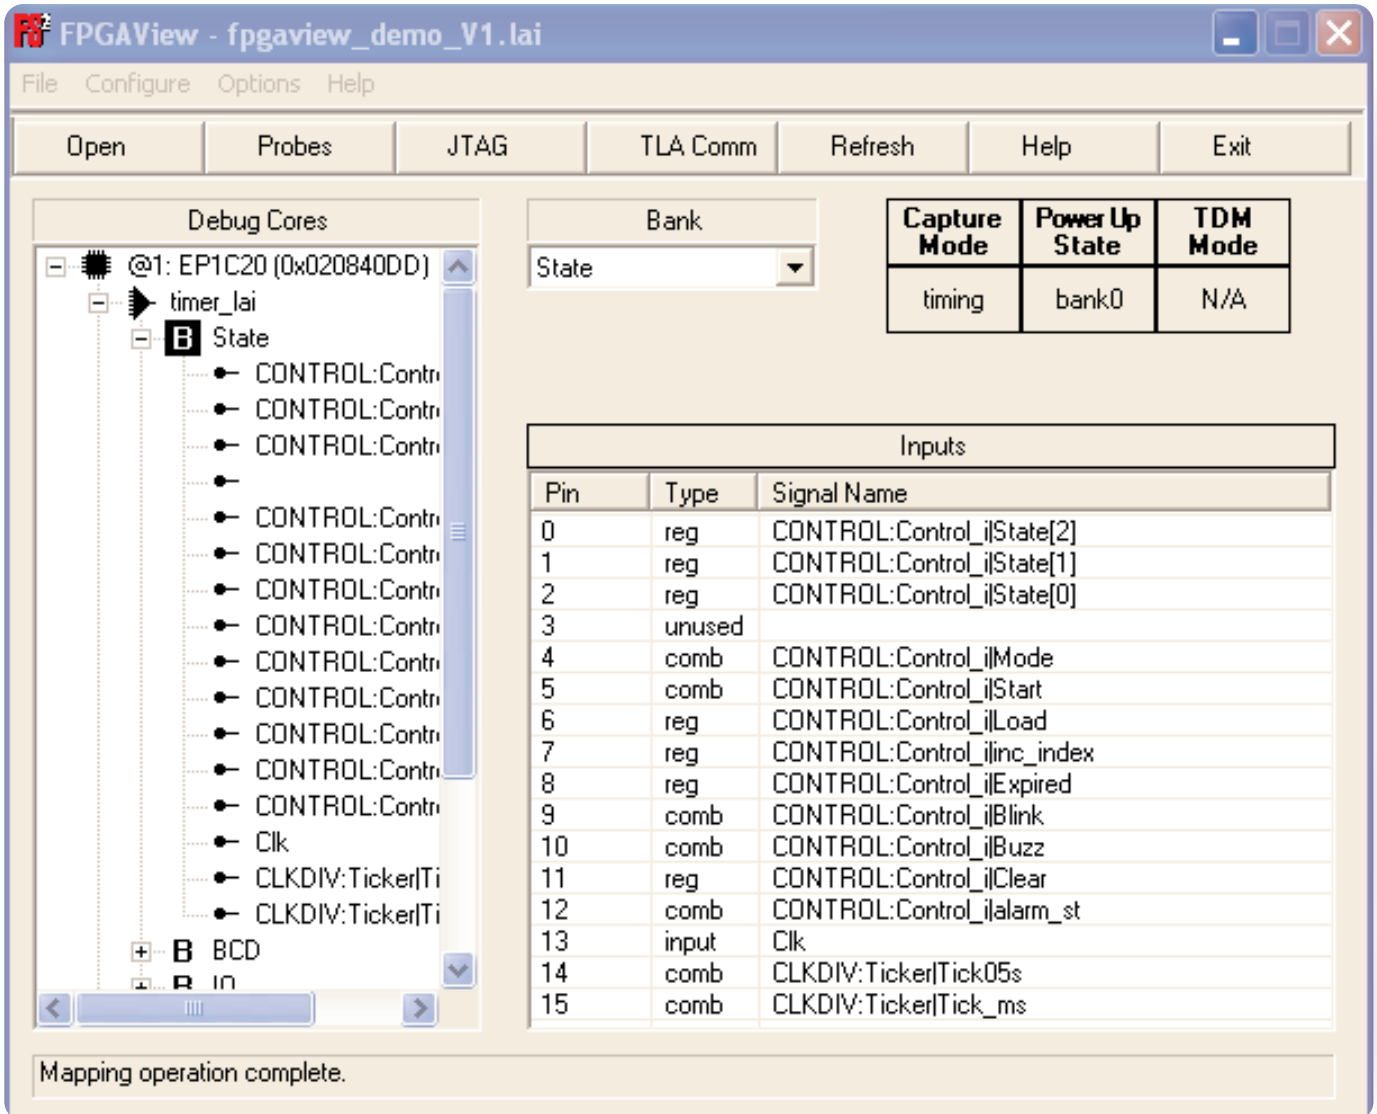 FPGAView - fpgaview_demo_V1.lai
File Configure Options Help
Open Probes JTAG TLA Comm Refresh Help Exit
Debug Cores
@1: EP1C20 (0x020840DD)
timer_lai
B State
CONTROL:Contr
CONTROL:Contr
CONTROL:Contr
CONTROL:Contr
CONTROL:Contr
CONTROL:Contr
CONTROL:Contr
CONTROL:Contr
CONTROL:Contr
CONTROL:Contr
CONTROL:Contr
CONTROL:Contr
Clk
CLKDIV:Ticker|Ti
CLKDIV:Ticker|Ti
B BCD
B IO
Bank
State
Capture Mode Power Up State TDM Mode
timing bank0 N/A
Inputs
Pin Type Signal Name
0 reg CONTROL:Control_i|State[2]
1 reg CONTROL:Control_i|State[1]
2 reg CONTROL:Control_i|State[0]
3 unused
4 comb CONTROL:Control_i|Mode
5 comb CONTROL:Control_i|Start
6 reg CONTROL:Control_i|Load
7 reg CONTROL:Control_i|inc_index
8 reg CONTROL:Control_i|Expired
9 comb CONTROL:Control_i|Blink
10 comb CONTROL:Control_i|Buzz
11 reg CONTROL:Control_i|Clear
12 comb CONTROL:Control_i|alarm_st
13 input Clk
14 comb CLKDIV:Ticker|Tick05s
15 comb CLKDIV:Ticker|Tick_ms
Mapping operation complete.